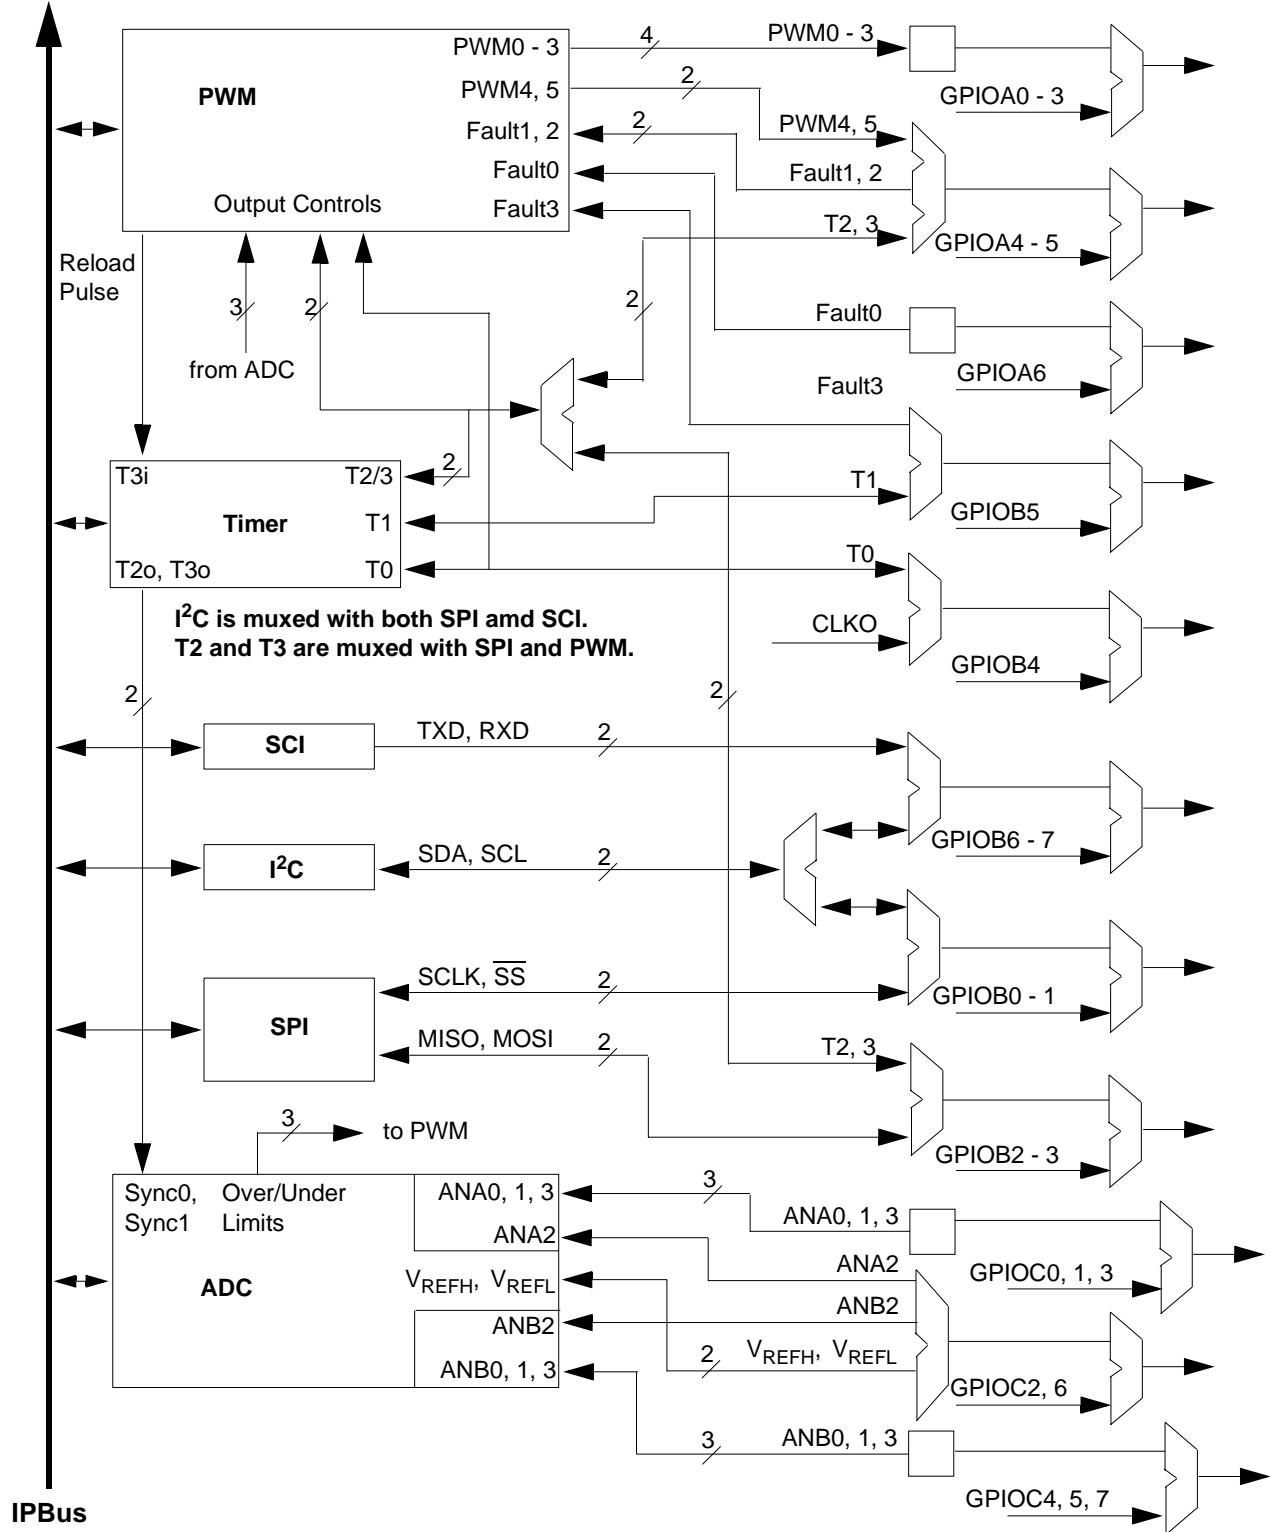 PWM
PWM0 - 3
4
PWM0 - 3
GPIOA0 - 3
PWM4, 5
2
PWM4, 5
Fault1, 2
2
Fault1, 2
T2, 3
GPIOA4 - 5
Fault0
Fault3
Output Controls
Reload
Pulse
3
2
2
from ADC
Fault0
GPIOA6
Fault3
T3i
T2/3
2
Timer
T1
T1
GPIOB5
T2o, T3o
T0
T0
CLKO
GPIOB4
I²C is muxed with both SPI amd SCI.
T2 and T3 are muxed with SPI and PWM.
2
2
SCI
TXD, RXD
2
GPIOB6 - 7
I²C
SDA, SCL
2
SPI
SCLK, S̅S̅
2
GPIOB0 - 1
MISO, MOSI
2
T2, 3
GPIOB2 - 3
3
to PWM
Sync0,
Sync1
Over/Under
Limits
ADC
ANA0, 1, 3
3
ANA0, 1, 3
GPIOC0, 1, 3
ANA2
ANA2
VREFH, VREFL
ANB2
ANB2
2
VREFH, VREFL
GPIOC2, 6
ANB0, 1, 3
3
ANB0, 1, 3
GPIOC4, 5, 7
IPBus